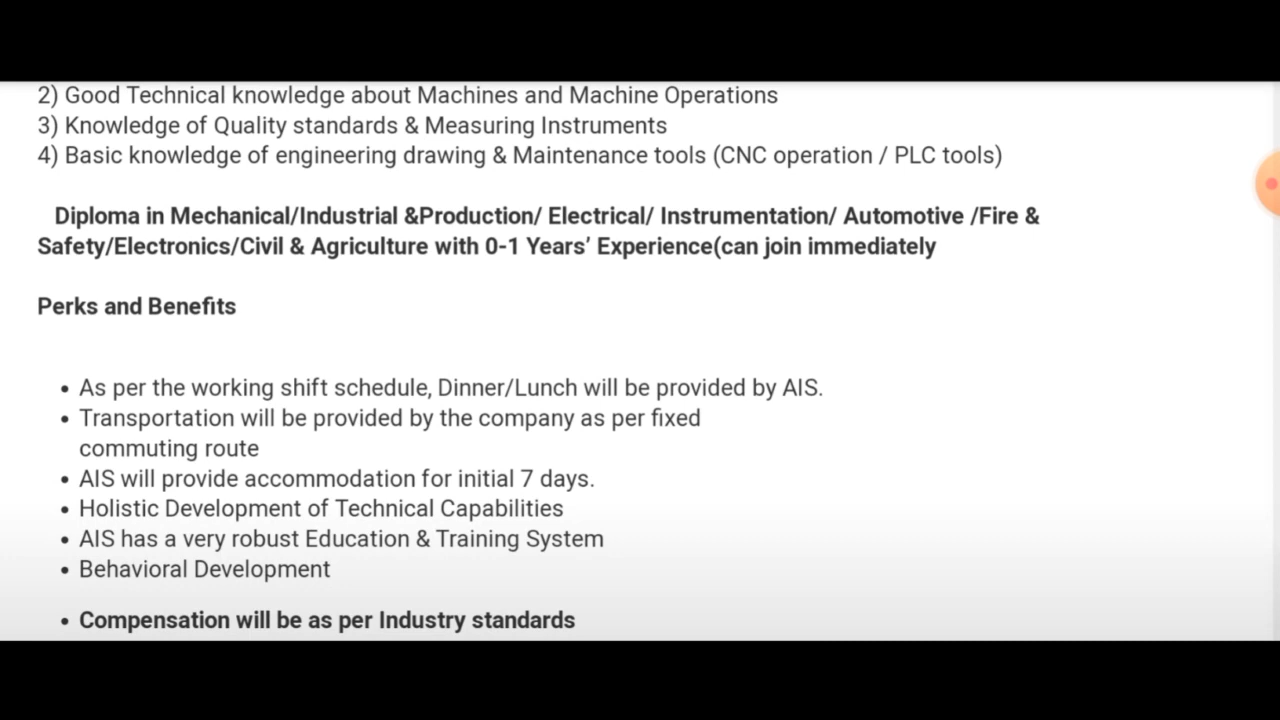 2) Good Technical knowledge about Machines and Machine Operations
3) Knowledge of Quality standards & Measuring Instruments
4) Basic knowledge of engineering drawing & Maintenance tools (CNC operation / PLC tools)
Diploma in Mechanical/Industrial &Production/ Electrical/ Instrumentation/ Automotive /Fire &
Safety/Electronics/Civil & Agriculture with 0-1 Years’ Experience(can join immediately
Perks and Benefits
• As per the working shift schedule, Dinner/Lunch will be provided by AIS.
• Transportation will be provided by the company as per fixed
commuting route
• AIS will provide accommodation for initial 7 days.
• Holistic Development of Technical Capabilities
• AIS has a very robust Education & Training System
• Behavioral Development
• Compensation will be as per Industry standards